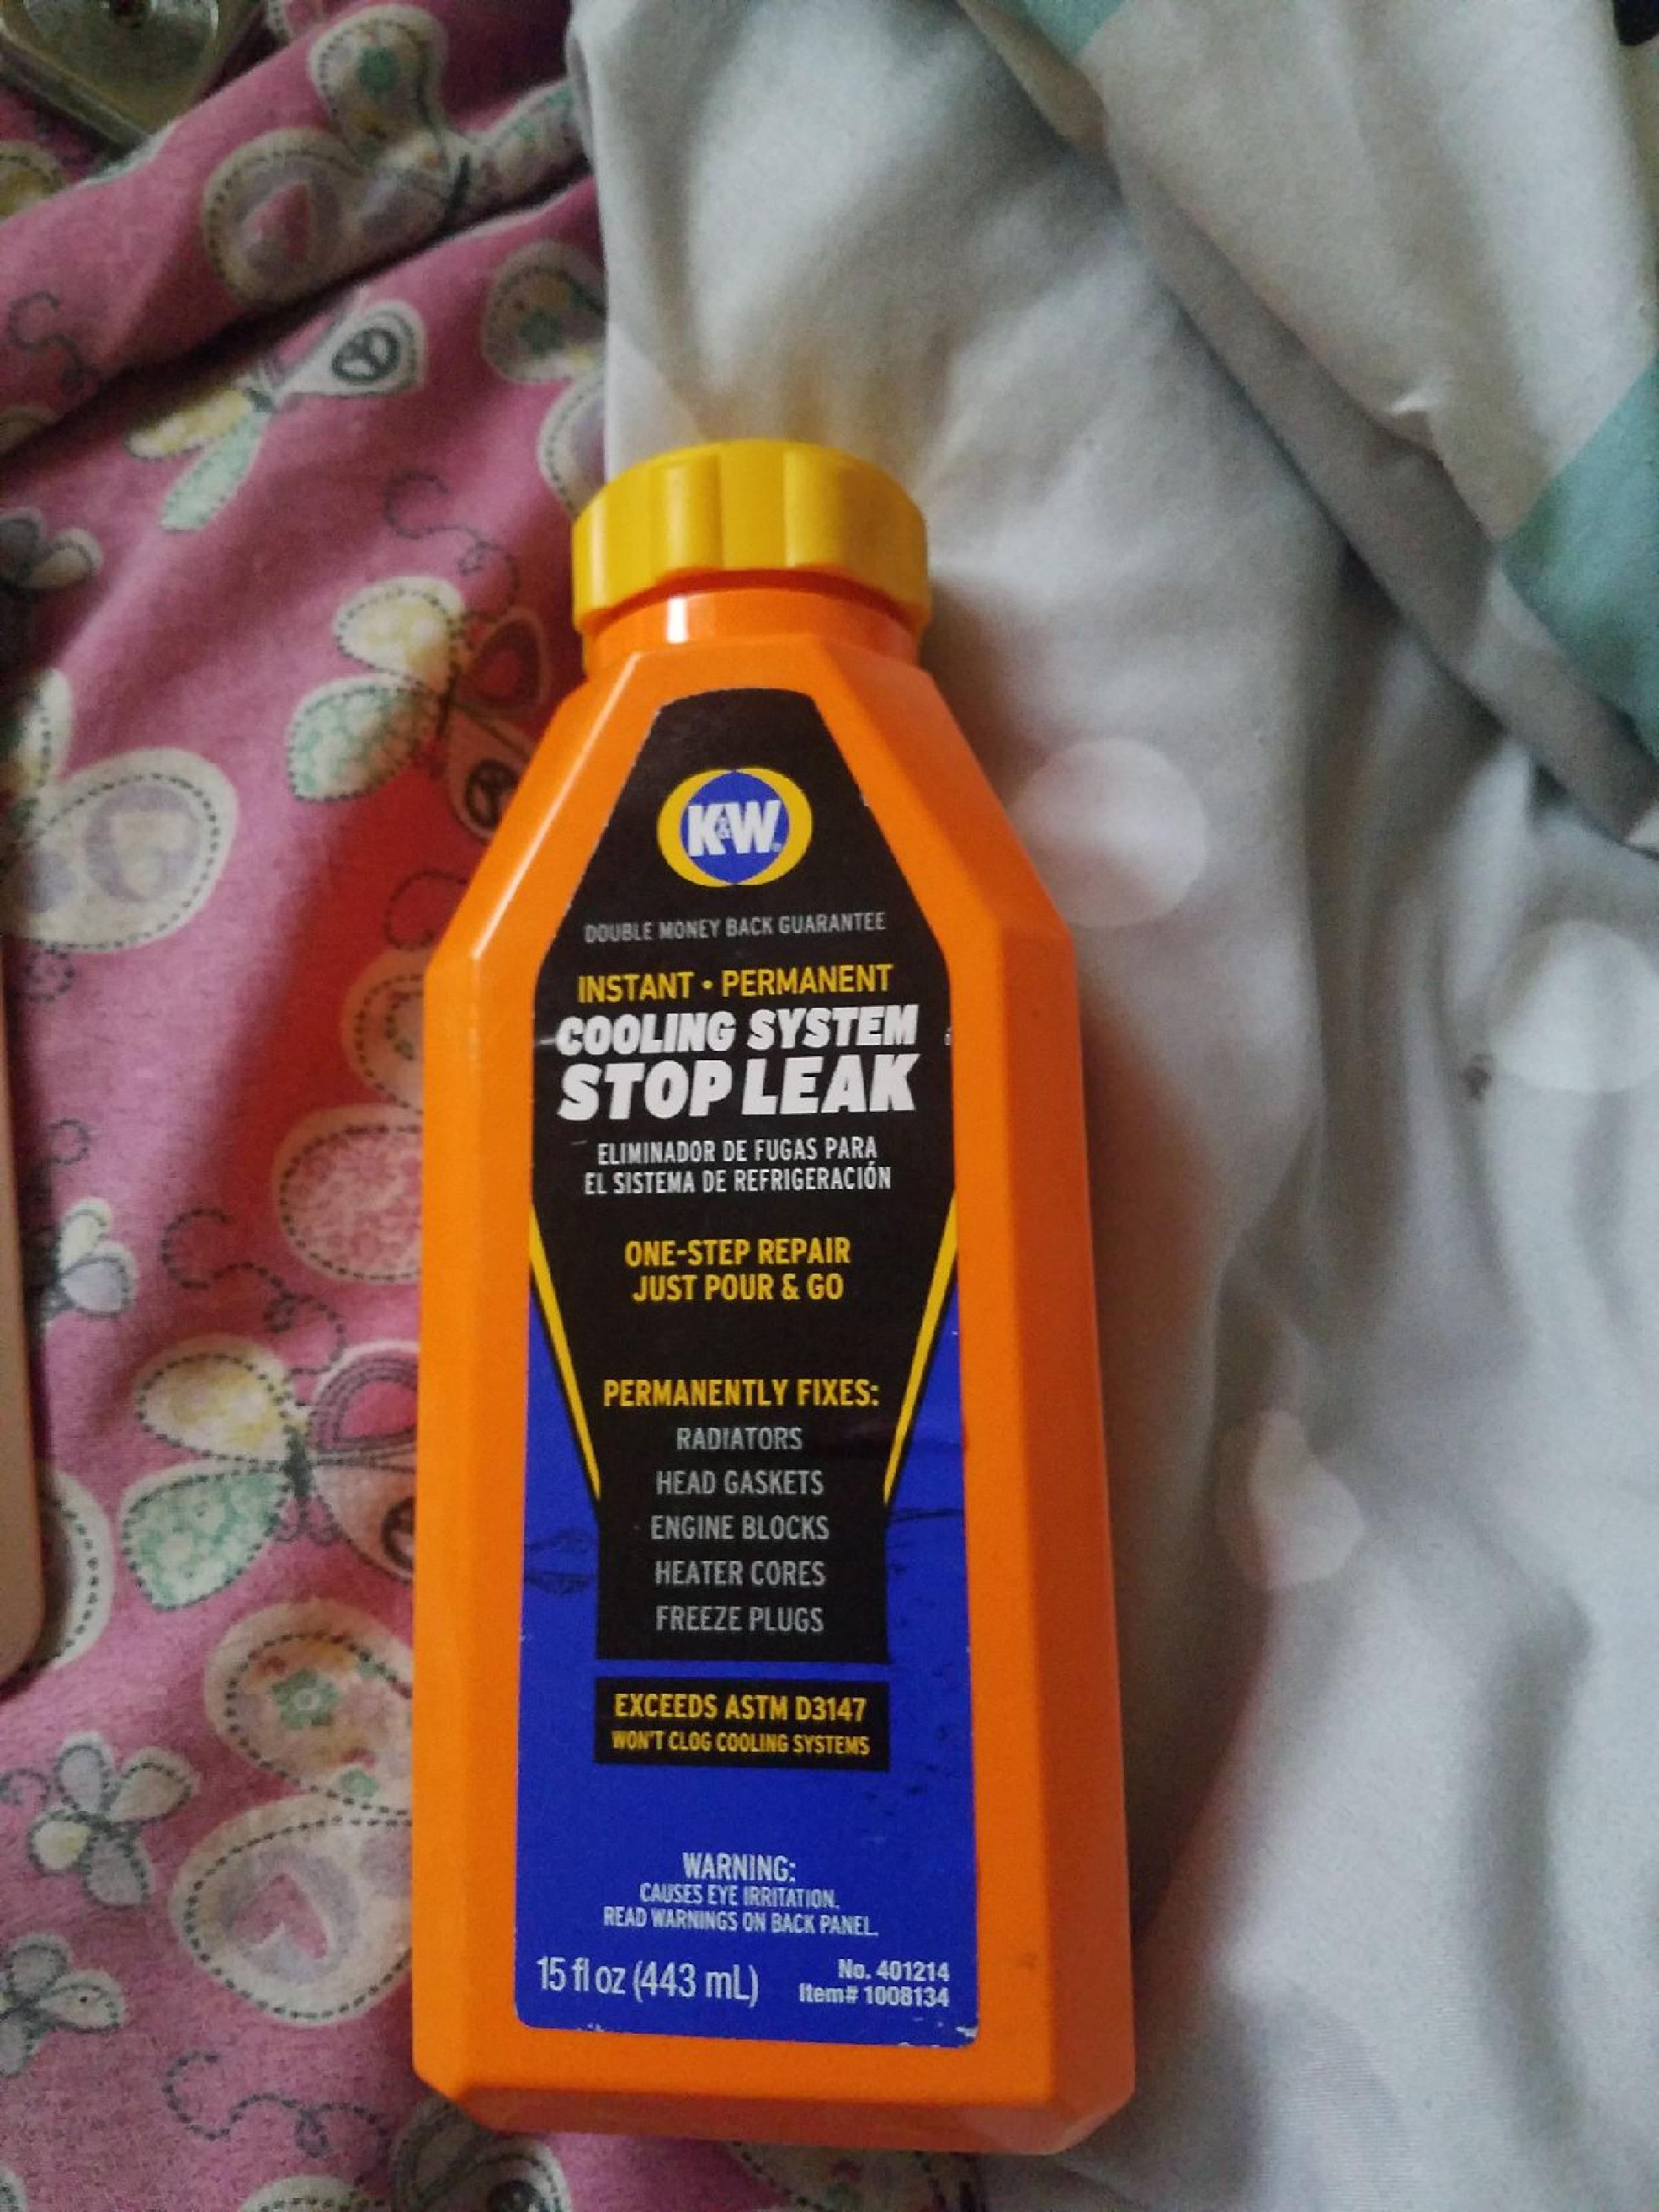 K&W
DOUBLE MONEY BACK GUARANTEE
INSTANT • PERMANENT
COOLING SYSTEM
STOP LEAK
ELIMINADOR DE FUGAS PARA
EL SISTEMA DE REFRIGERACIÓN
ONE-STEP REPAIR
JUST POUR & GO
PERMANENTLY FIXES:
RADIATORS
HEAD GASKETS
ENGINE BLOCKS
HEATER CORES
FREEZE PLUGS
EXCEEDS ASTM D3147
WON'T CLOG COOLING SYSTEMS
WARNING:
CAUSES EYE IRRITATION.
READ WARNINGS ON BACK PANEL.
15 fl oz (443 mL)
No. 401214
Item# 1008134